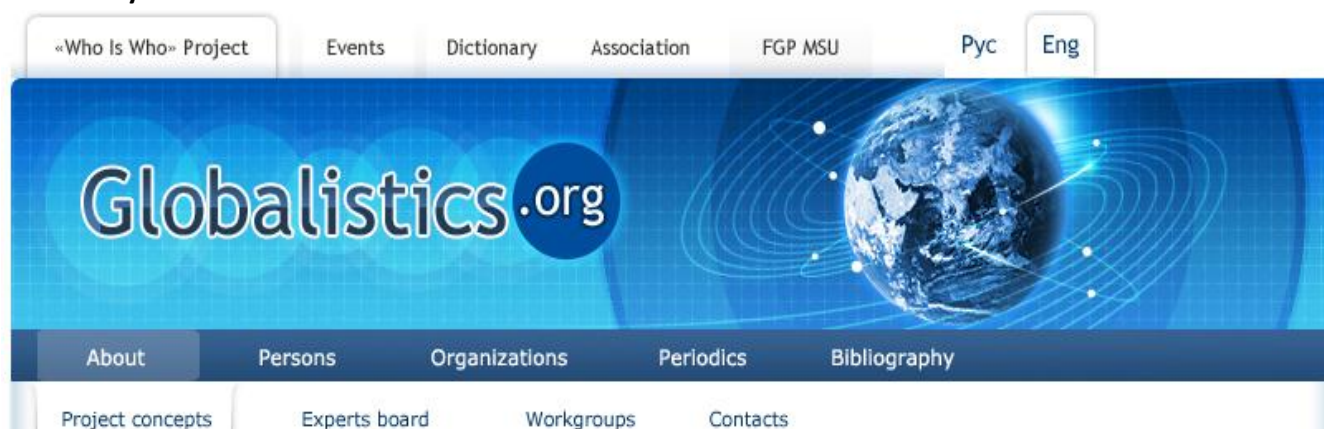 «Who Is Who» Project Events Dictionary Association FGP MSU Рус Eng
Globalistics.org
About Persons Organizations Periodics Bibliography
Project concepts Experts board Workgroups Contacts